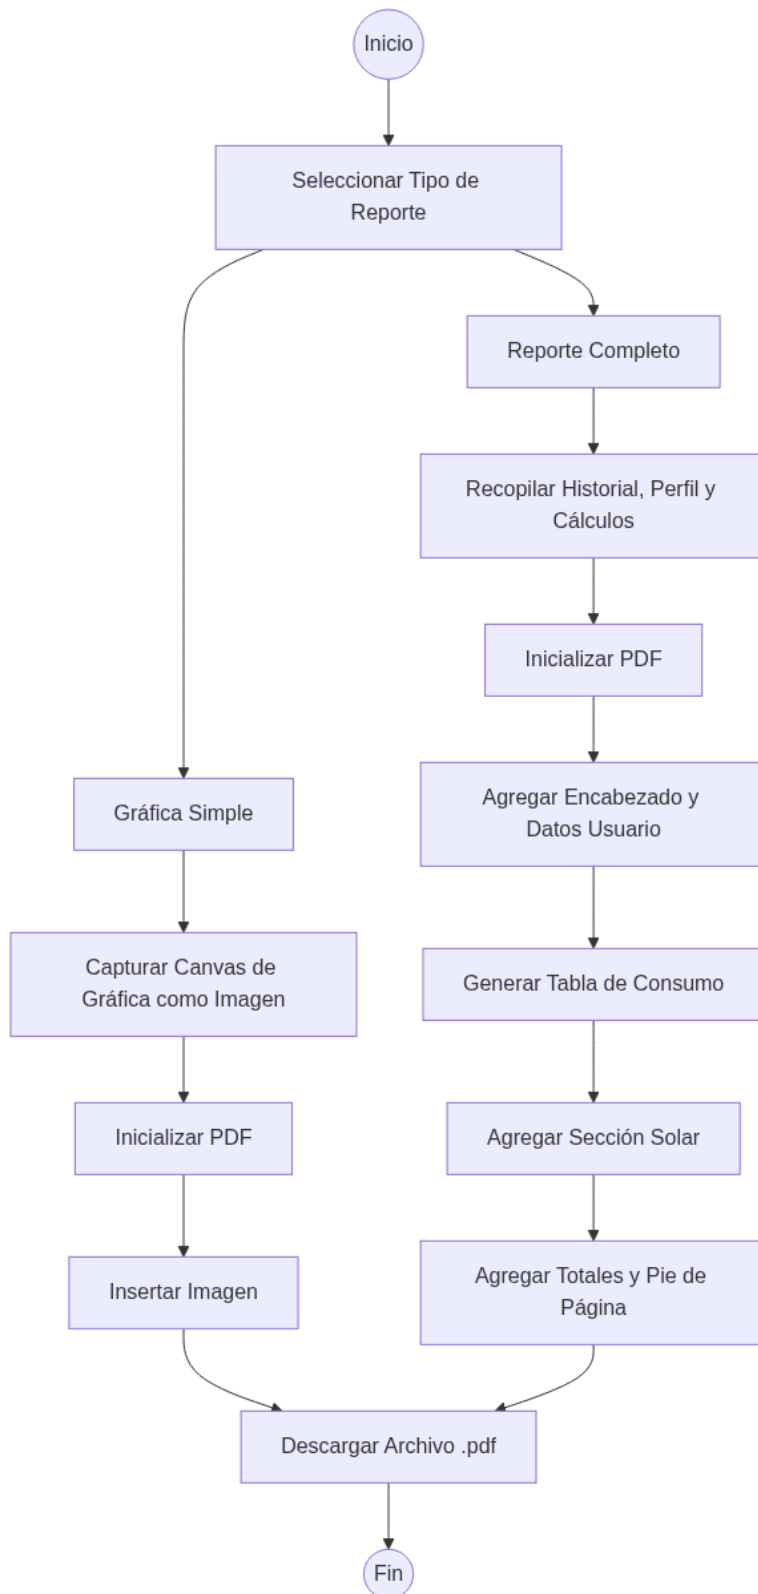 Inicio
Seleccionar Tipo de
Reporte
Reporte Completo
Recopilar Historial, Perfil y
Cálculos
Inicializar PDF
Agregar Encabezado y
Datos Usuario
Gráfica Simple
Capturar Canvas de
Gráfica como Imagen
Generar Tabla de Consumo
Inicializar PDF
Agregar Sección Solar
Insertar Imagen
Agregar Totales y Pie de
Página
Descargar Archivo .pdf
Fin